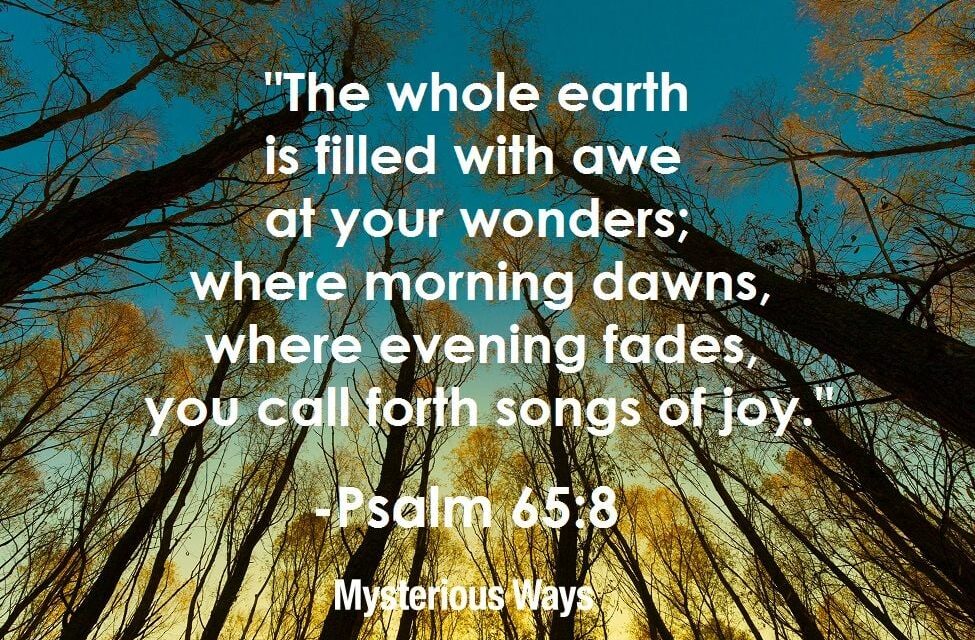 "The whole earth
is filled with awe
at your wonders;
where morning dawns,
where evening fades,
you call forth songs of joy."
-Psalm 65:8
Mysterious Ways